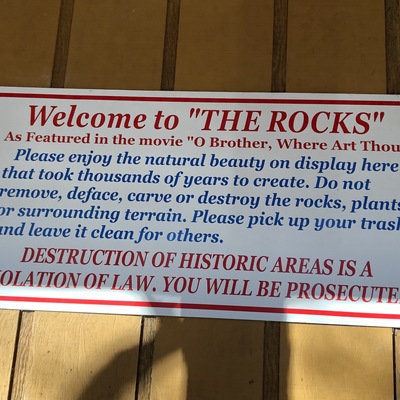 Welcome to "THE ROCKS"
As Featured in the movie "O Brother, Where Art Thou
Please enjoy the natural beauty on display here
that took thousands of years to create. Do not
remove, deface, carve or destroy the rocks, plants
or surrounding terrain. Please pick up your trash
and leave it clean for others.
DESTRUCTION OF HISTORIC AREAS IS A
VIOLATION OF LAW. YOU WILL BE PROSECUTE